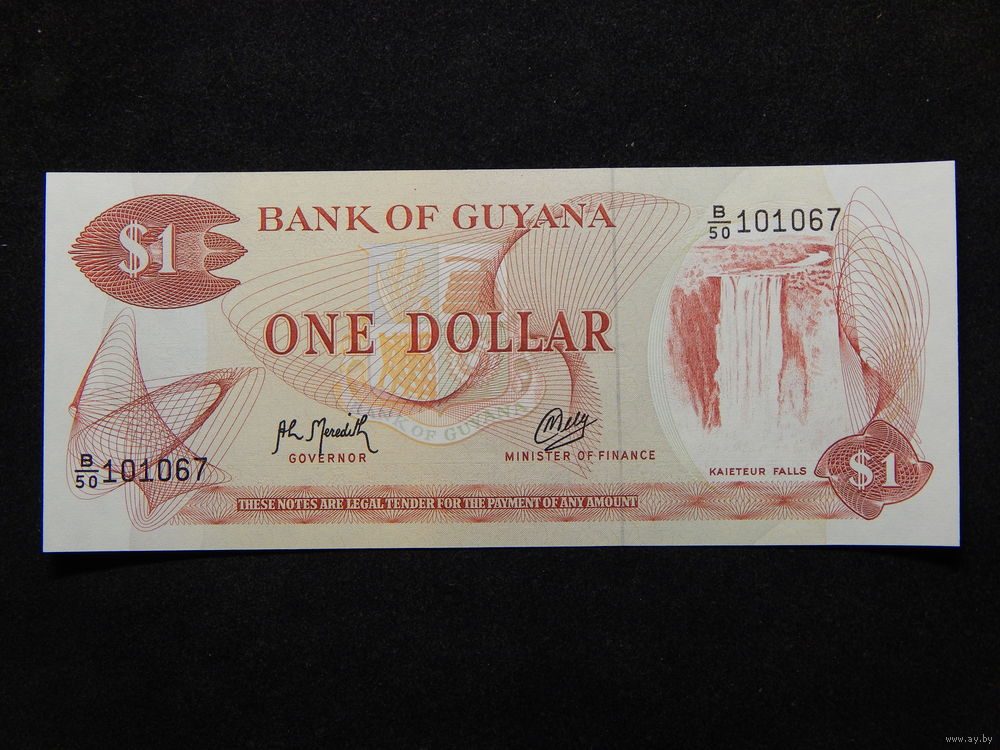 $1
BANK OF GUYANA
B/50 101067
ONE DOLLAR
BANK OF GUYANA
Meredith
GOVERNOR
MINISTER OF FINANCE
KAIETEUR FALLS
$1
B/50 101067
THESE NOTES ARE LEGAL TENDER FOR THE PAYMENT OF ANY AMOUNT
www.ay.by